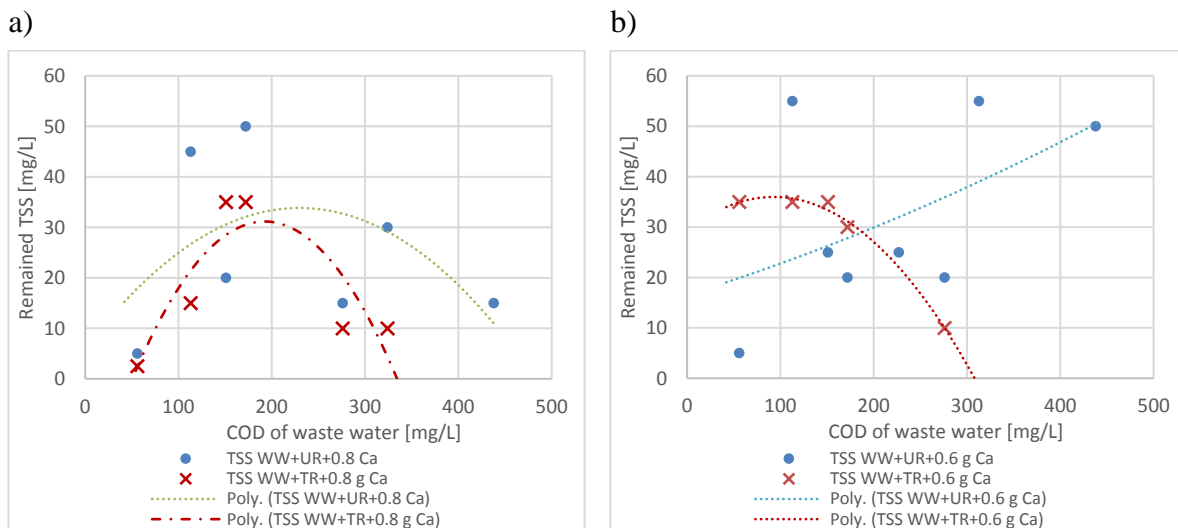 a)
60
50
40
30
20
10
0
Remained TSS [mg/L]
0 100 200 300 400 500
COD of waste water [mg/L]
TSS WW+UR+0.8 Ca
TSS WW+TR+0.8 g Ca
Poly. (TSS WW+UR+0.8 Ca)
Poly. (TSS WW+TR+0.8 g Ca)
b)
60
50
40
30
20
10
0
Remained TSS [mg/L]
0 100 200 300 400 500
COD of waste water [mg/L]
TSS WW+UR+0.6 g Ca
TSS WW+TR+0.6 g Ca
Poly. (TSS WW+UR+0.6 g Ca)
Poly. (TSS WW+TR+0.6 g Ca)